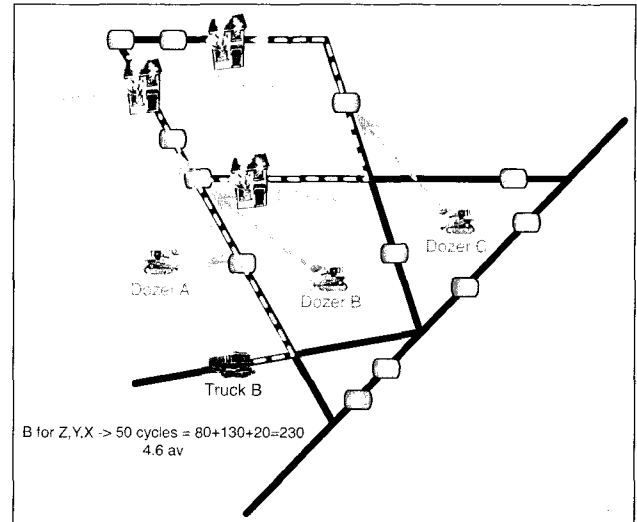 Dozer C
Dozer A
Dozer B
Truck B
B for Z,Y,X -> 50 cycles = 80+130+20=230
4.6 av